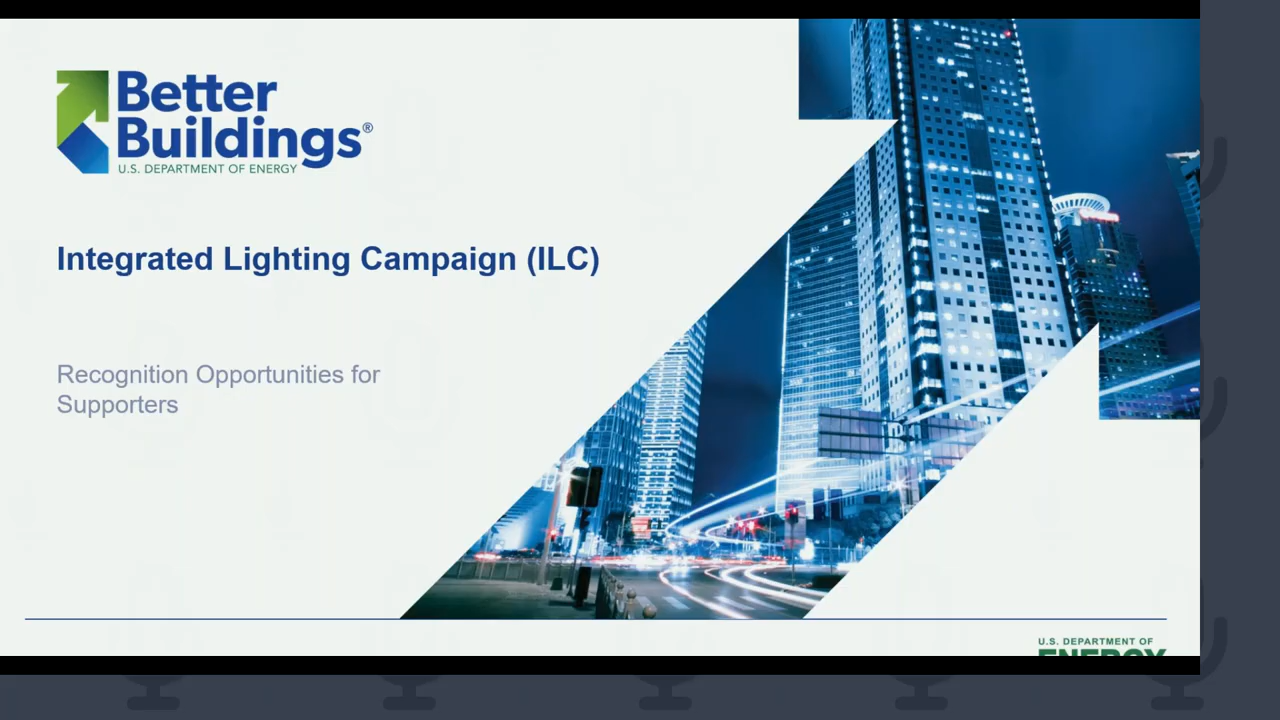 Better
Buildings®
U.S. DEPARTMENT OF ENERGY
Integrated Lighting Campaign (ILC)
Recognition Opportunities for
Supporters
U.S. DEPARTMENT OF
ENERGY